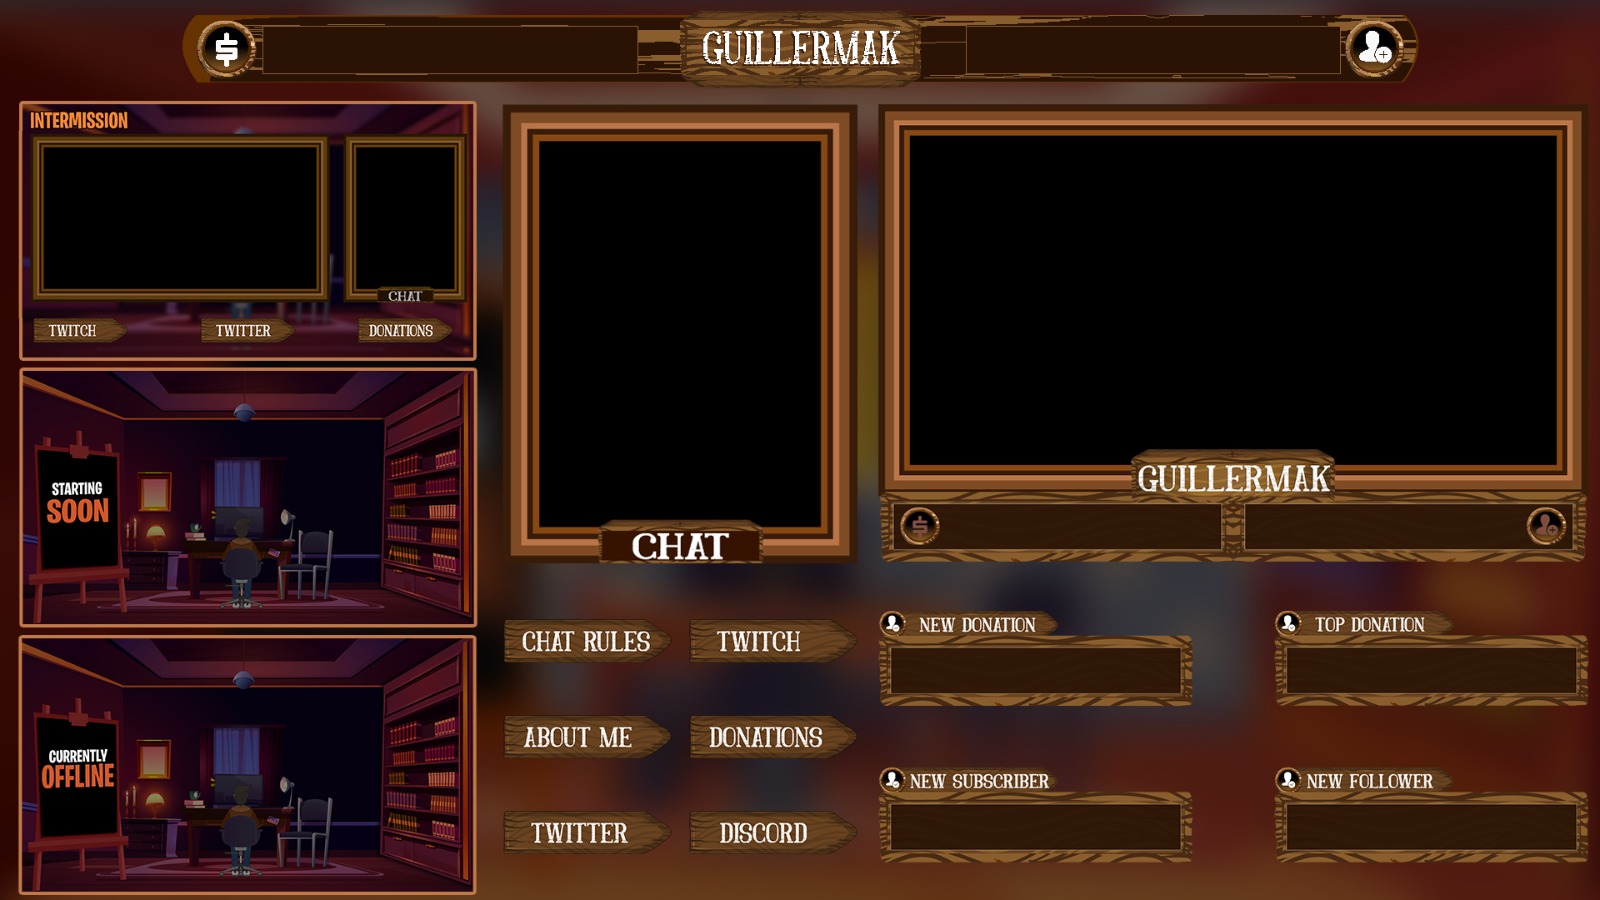 GUILLERMAK
INTERMISSION
CHAT
TWITCH
TWITTER
DONATIONS
STARTING
SOON
CURRENTLY
OFFLINE
CHAT
CHAT RULES
TWITCH
ABOUT ME
DONATIONS
TWITTER
DISCORD
GUILLERMAK
NEW DONATION
TOP DONATION
NEW SUBSCRIBER
NEW FOLLOWER